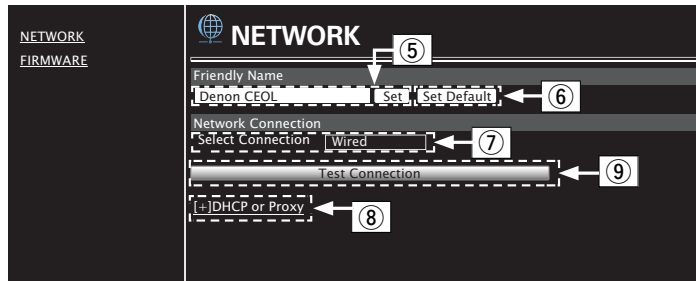 NETWORK
FIRMWARE
NETWORK
⑤
Friendly Name
Denon CEOL Set Set Default ⑥
Network Connection
Select Connection Wired ⑦
Test Connection ⑨
[+]DHCP or Proxy ⑧